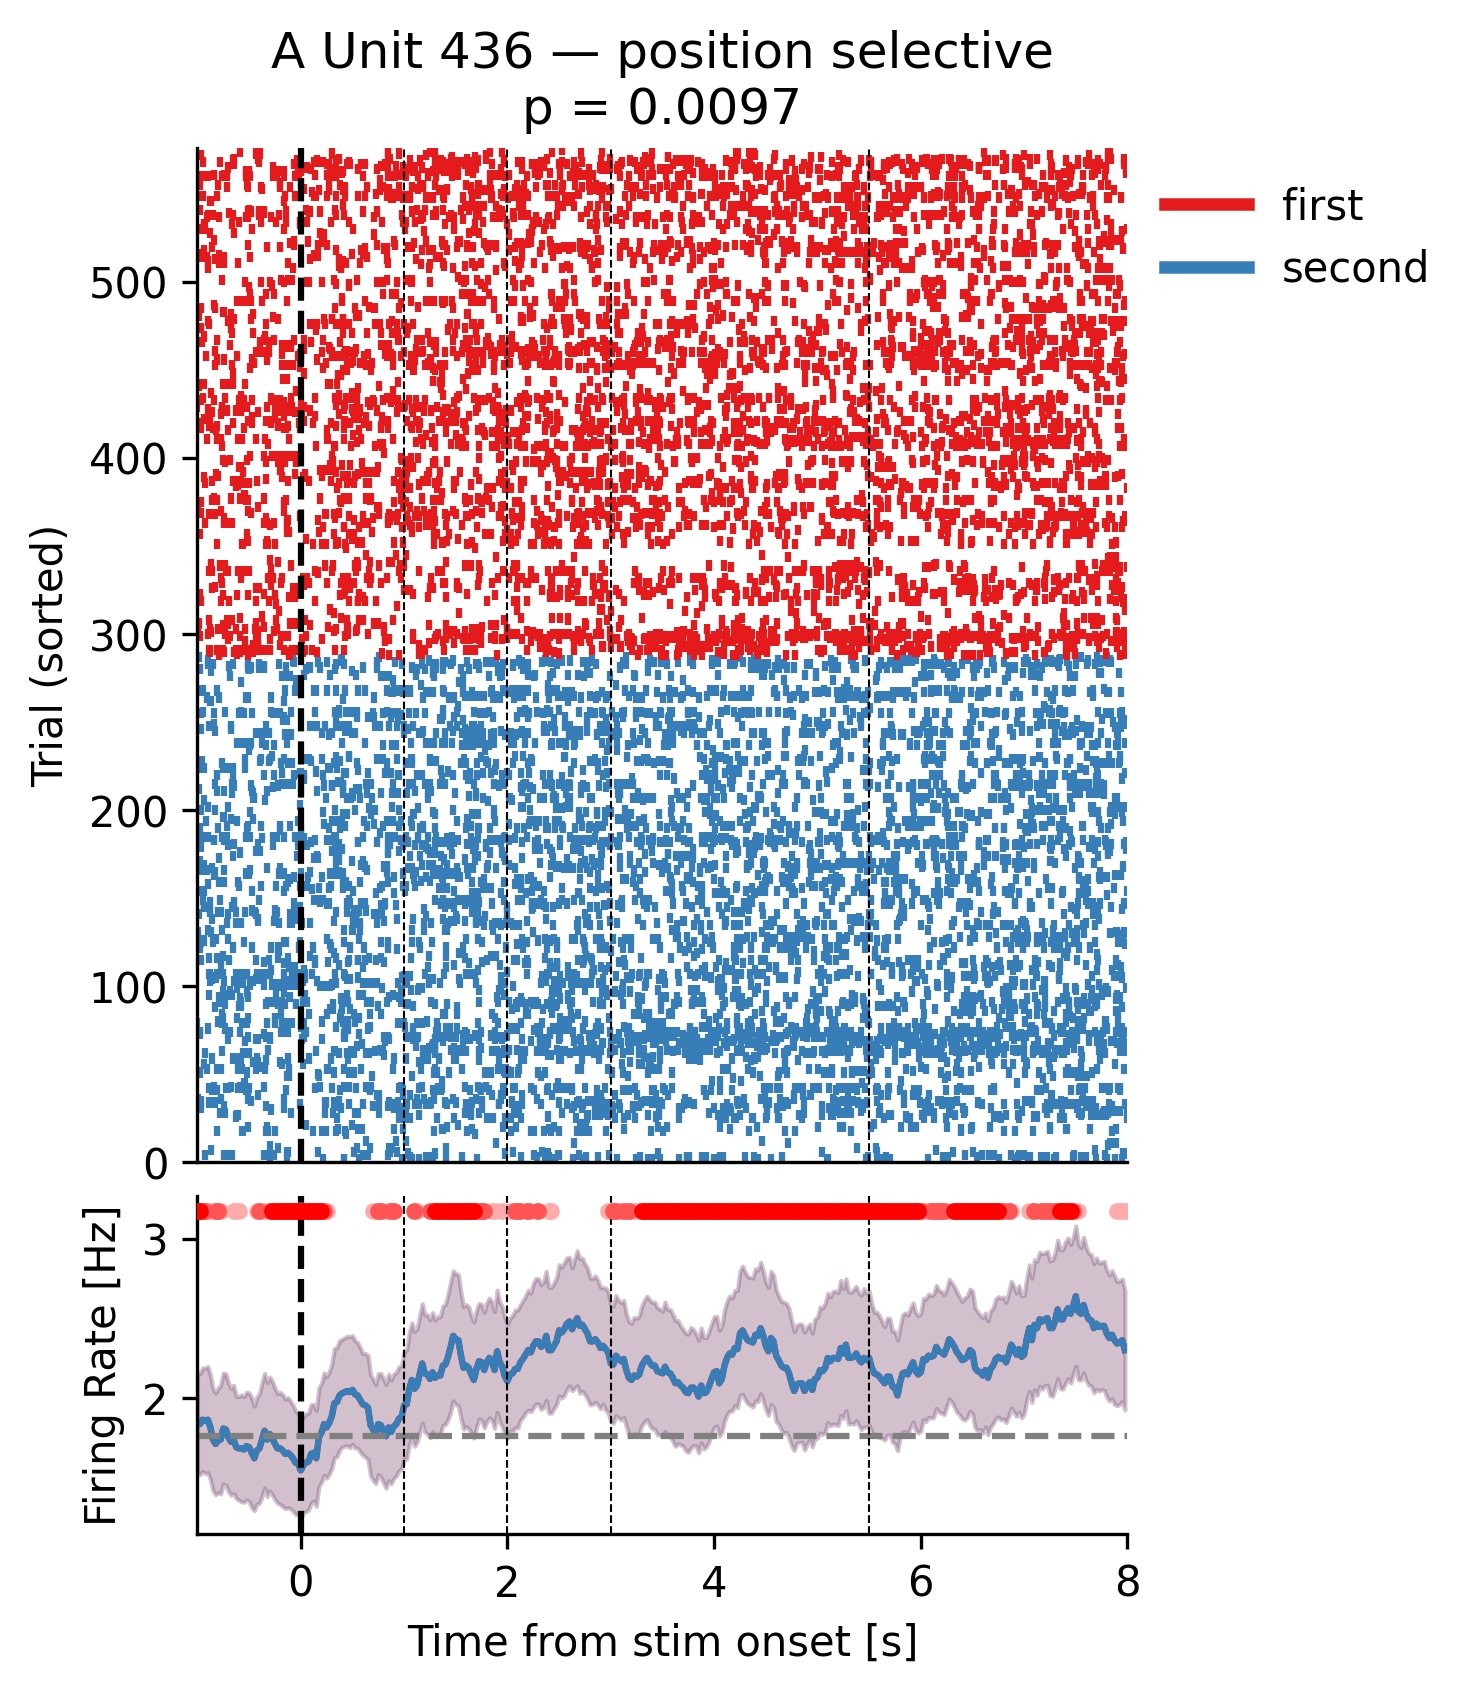 A Unit 436 — position selective
p = 0.0097
first
second
Trial (sorted)
500
400
300
200
100
0
Firing Rate [Hz]
3
2
0
2
4
6
8
Time from stim onset [s]